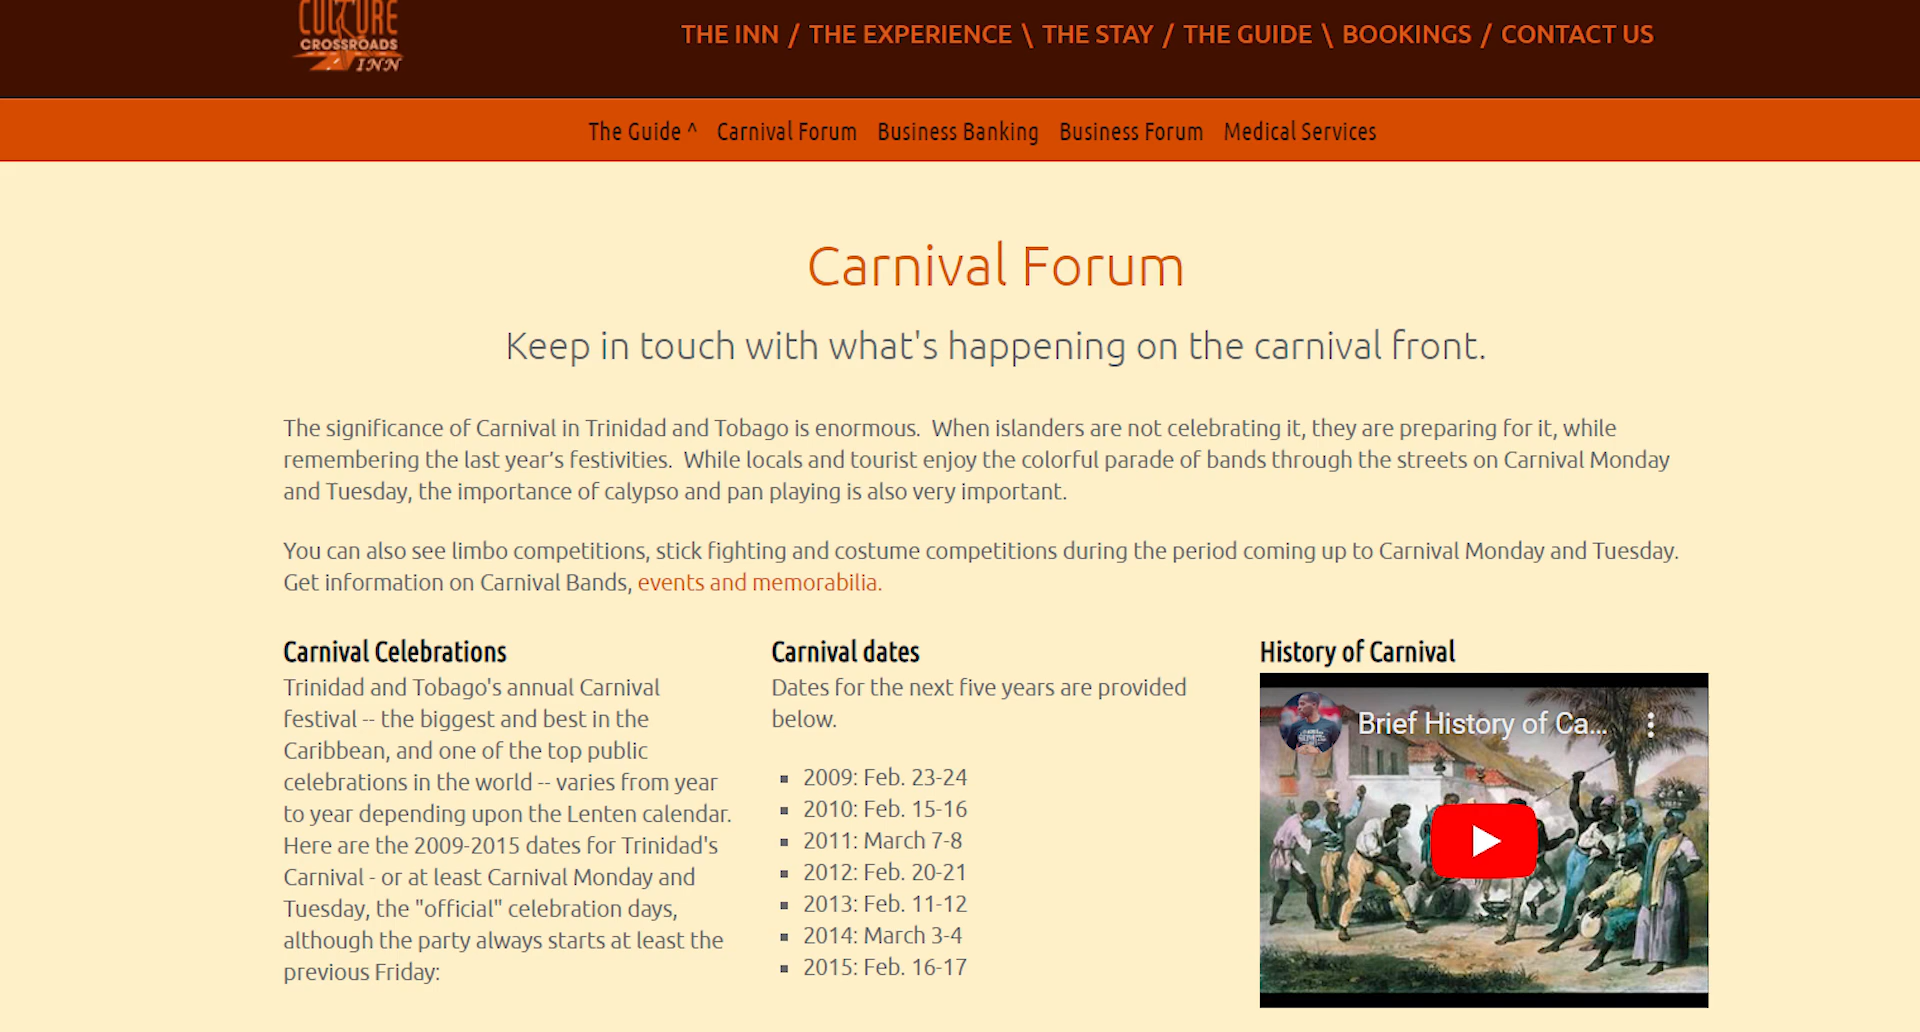 CULTURE
CROSSROADS
INN
THE INN / THE EXPERIENCE \ THE STAY / THE GUIDE \ BOOKINGS / CONTACT US
The Guide ^ Carnival Forum Business Banking Business Forum Medical Services
Carnival Forum
Keep in touch with what's happening on the carnival front.
The significance of Carnival in Trinidad and Tobago is enormous.  When islanders are not celebrating it, they are preparing for it, while
remembering the last year’s festivities.  While locals and tourist enjoy the colorful parade of bands through the streets on Carnival Monday
and Tuesday, the importance of calypso and pan playing is also very important.
You can also see limbo competitions, stick fighting and costume competitions during the period coming up to Carnival Monday and Tuesday.
Get information on Carnival Bands, events and memorabilia.
Carnival Celebrations
Trinidad and Tobago's annual Carnival
festival -- the biggest and best in the
Caribbean, and one of the top public
celebrations in the world -- varies from year
to year depending upon the Lenten calendar.
Here are the 2009-2015 dates for Trinidad's
Carnival - or at least Carnival Monday and
Tuesday, the "official" celebration days,
although the party always starts at least the
previous Friday:
Carnival dates
Dates for the next five years are provided
below.
2009: Feb. 23-24
2010: Feb. 15-16
2011: March 7-8
2012: Feb. 20-21
2013: Feb. 11-12
2014: March 3-4
2015: Feb. 16-17
History of Carnival
Brief History of Ca...